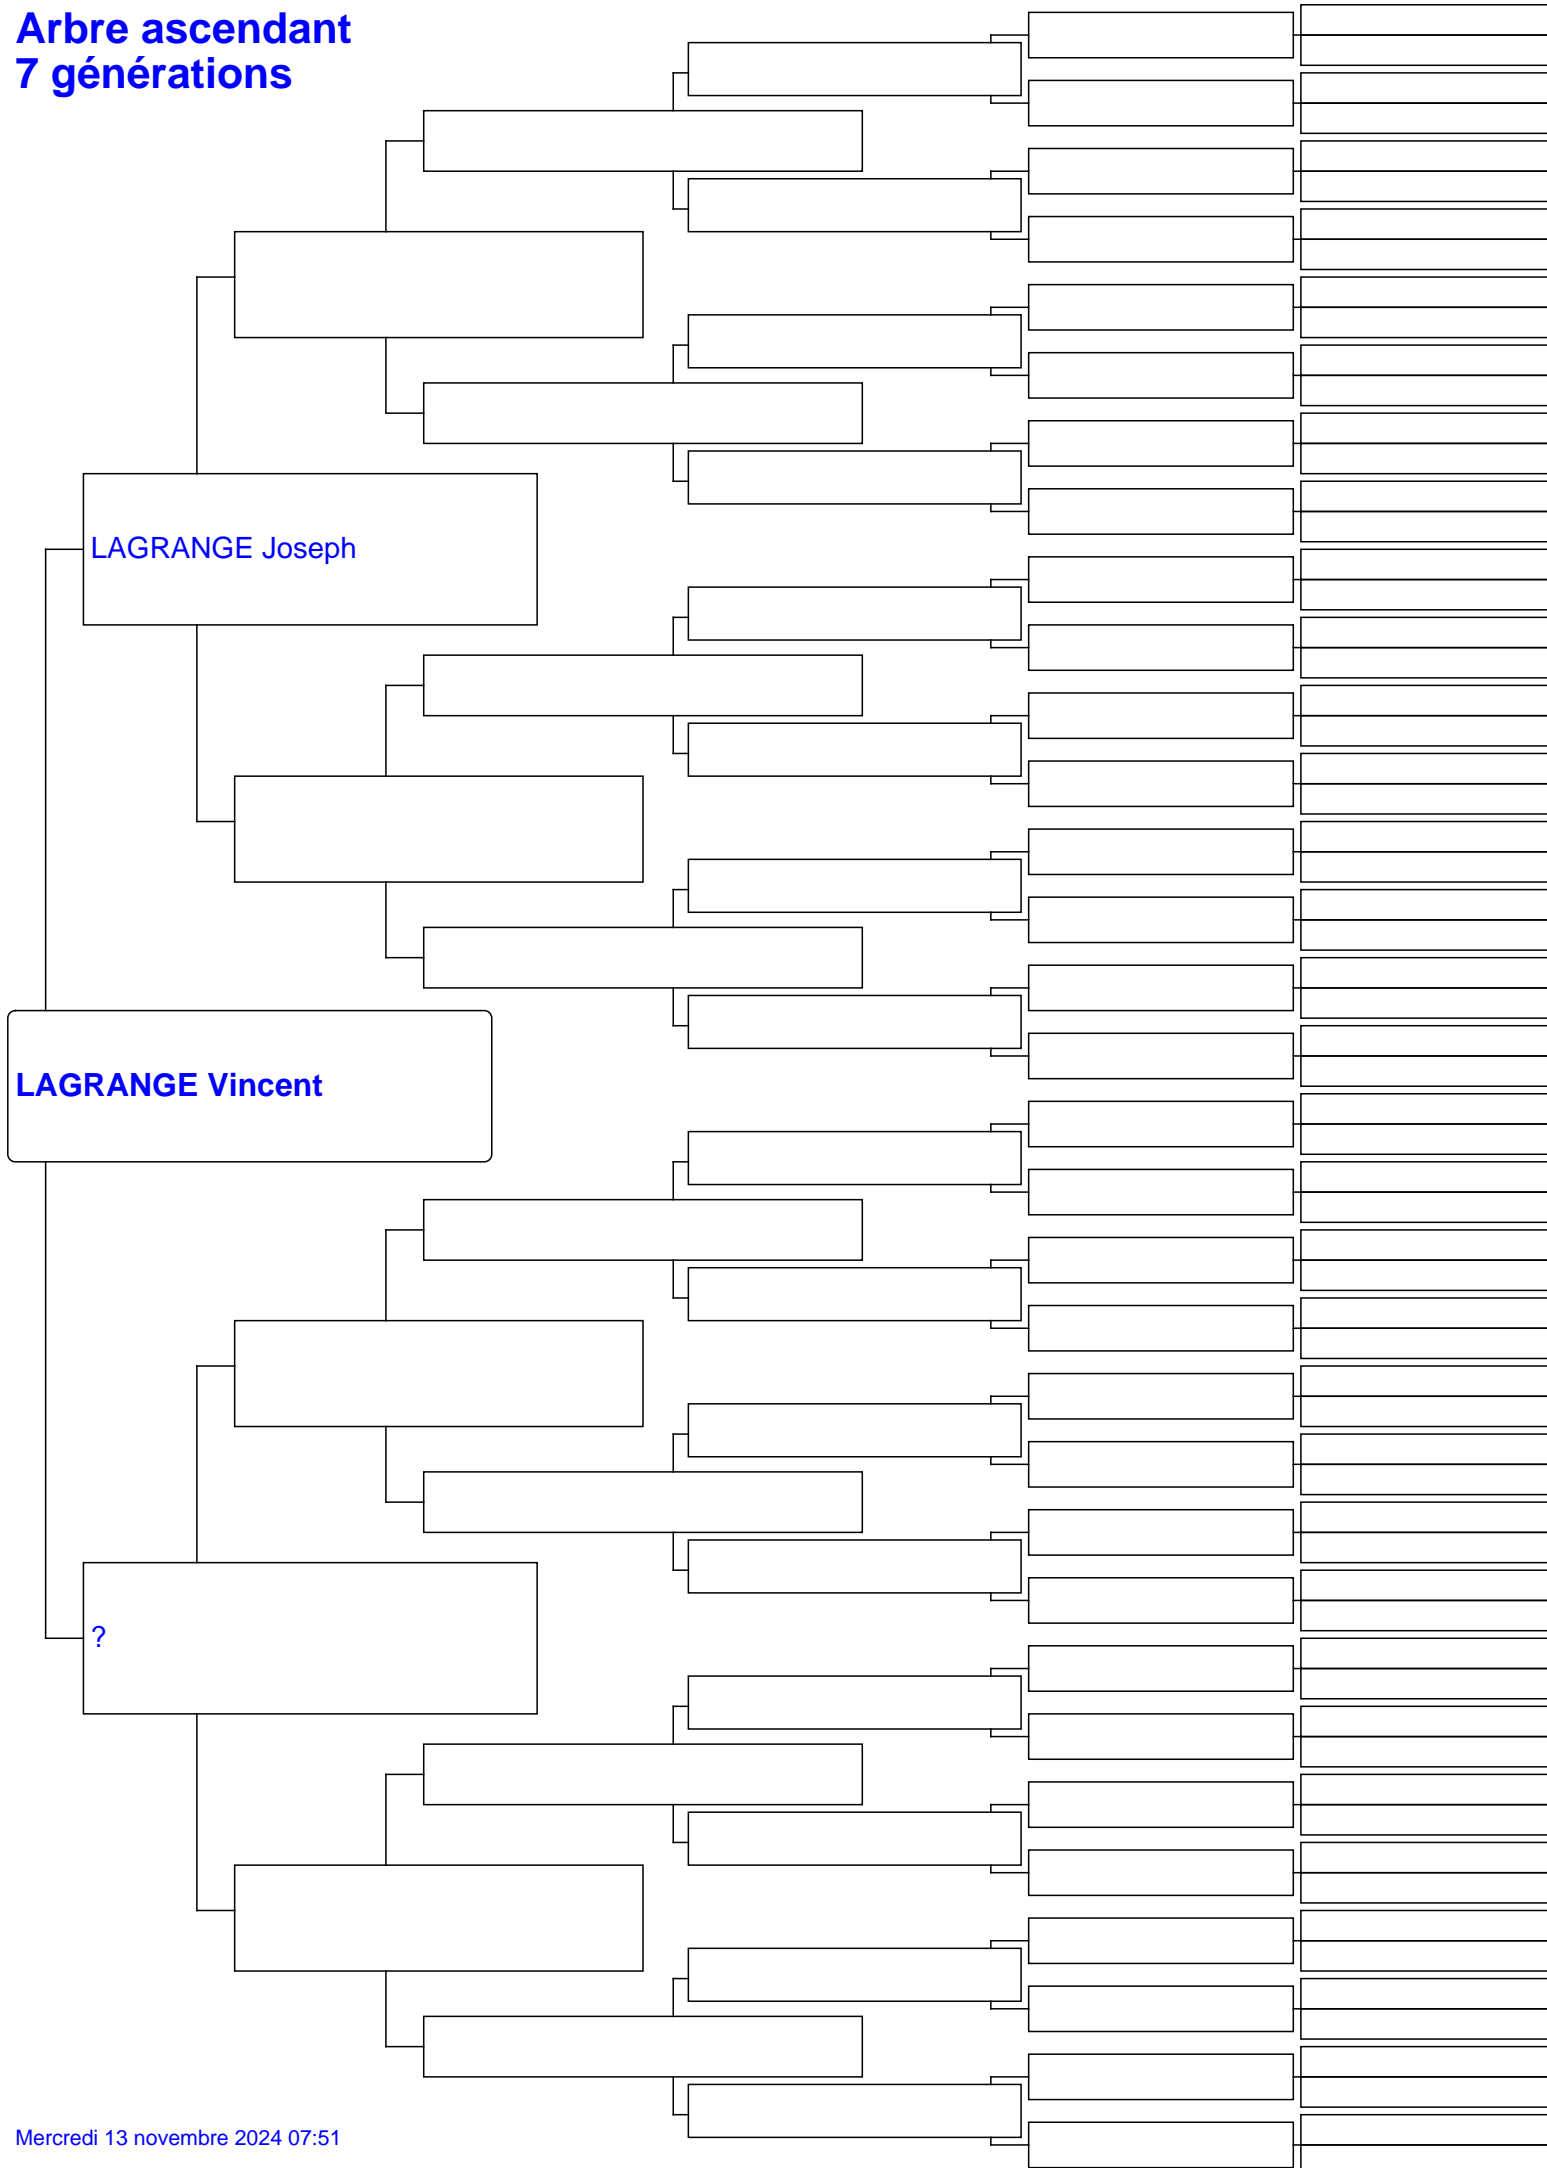 Arbre ascendant
7 générations
LAGRANGE Joseph
LAGRANGE Vincent
?
Mercredi 13 novembre 2024 07:51